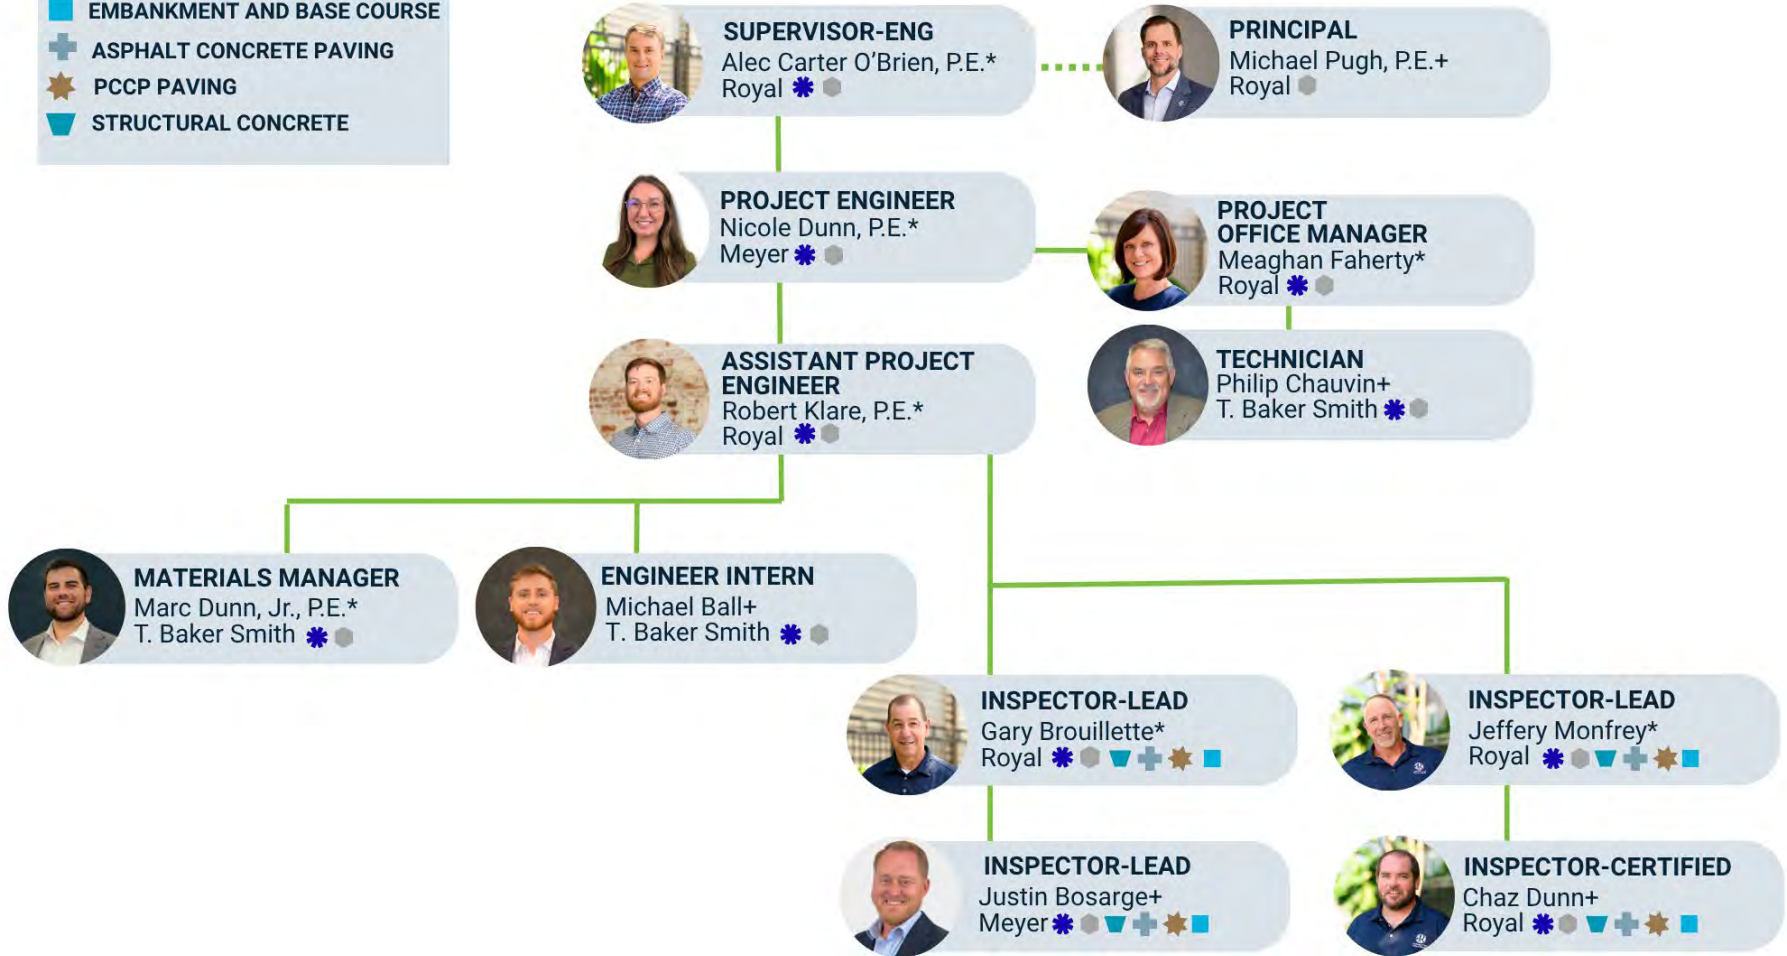 EMBANKMENT AND BASE COURSE
ASPHALT CONCRETE PAVING
PCCP PAVING
STRUCTURAL CONCRETE
SUPERVISOR-ENG
Alec Carter O'Brien, P.E.*
Royal
PRINCIPAL
Michael Pugh, P.E.+
Royal
PROJECT ENGINEER
Nicole Dunn, P.E.*
Meyer
PROJECT
OFFICE MANAGER
Meaghan Faherty*
Royal
ASSISTANT PROJECT
ENGINEER
Robert Klare, P.E.*
Royal
TECHNICIAN
Philip Chauvin+
T. Baker Smith
MATERIALS MANAGER
Marc Dunn, Jr., P.E.*
T. Baker Smith
ENGINEER INTERN
Michael Ball+
T. Baker Smith
INSPECTOR-LEAD
Gary Brouillette*
Royal
INSPECTOR-LEAD
Jeffery Monfrey*
Royal
INSPECTOR-LEAD
Justin Bosarge+
Meyer
INSPECTOR-CERTIFIED
Chaz Dunn+
Royal